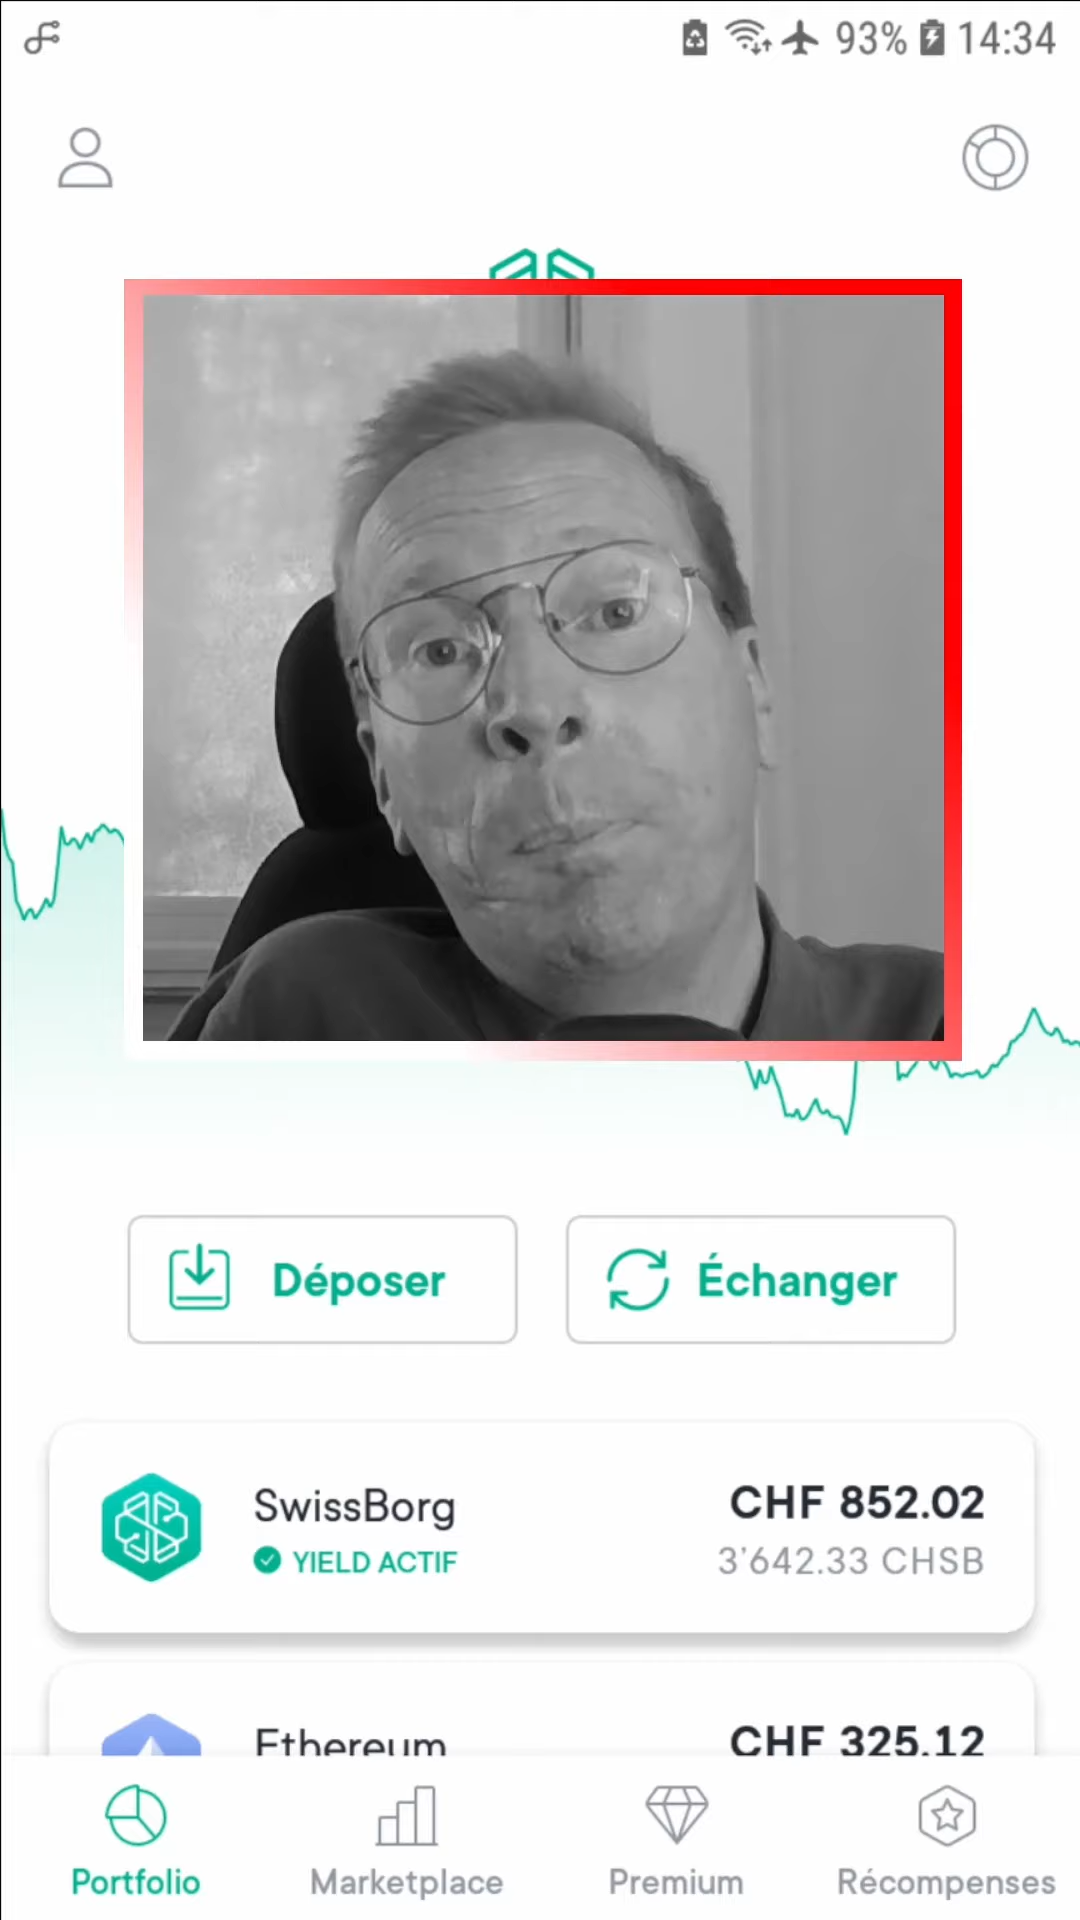 93% 14:34
Déposer Échanger
SwissBorg CHF 852.02
YIELD ACTIF 3'642.33 CHSB
Ethereum CHF 325.12
Portfolio Marketplace Premium Récompenses